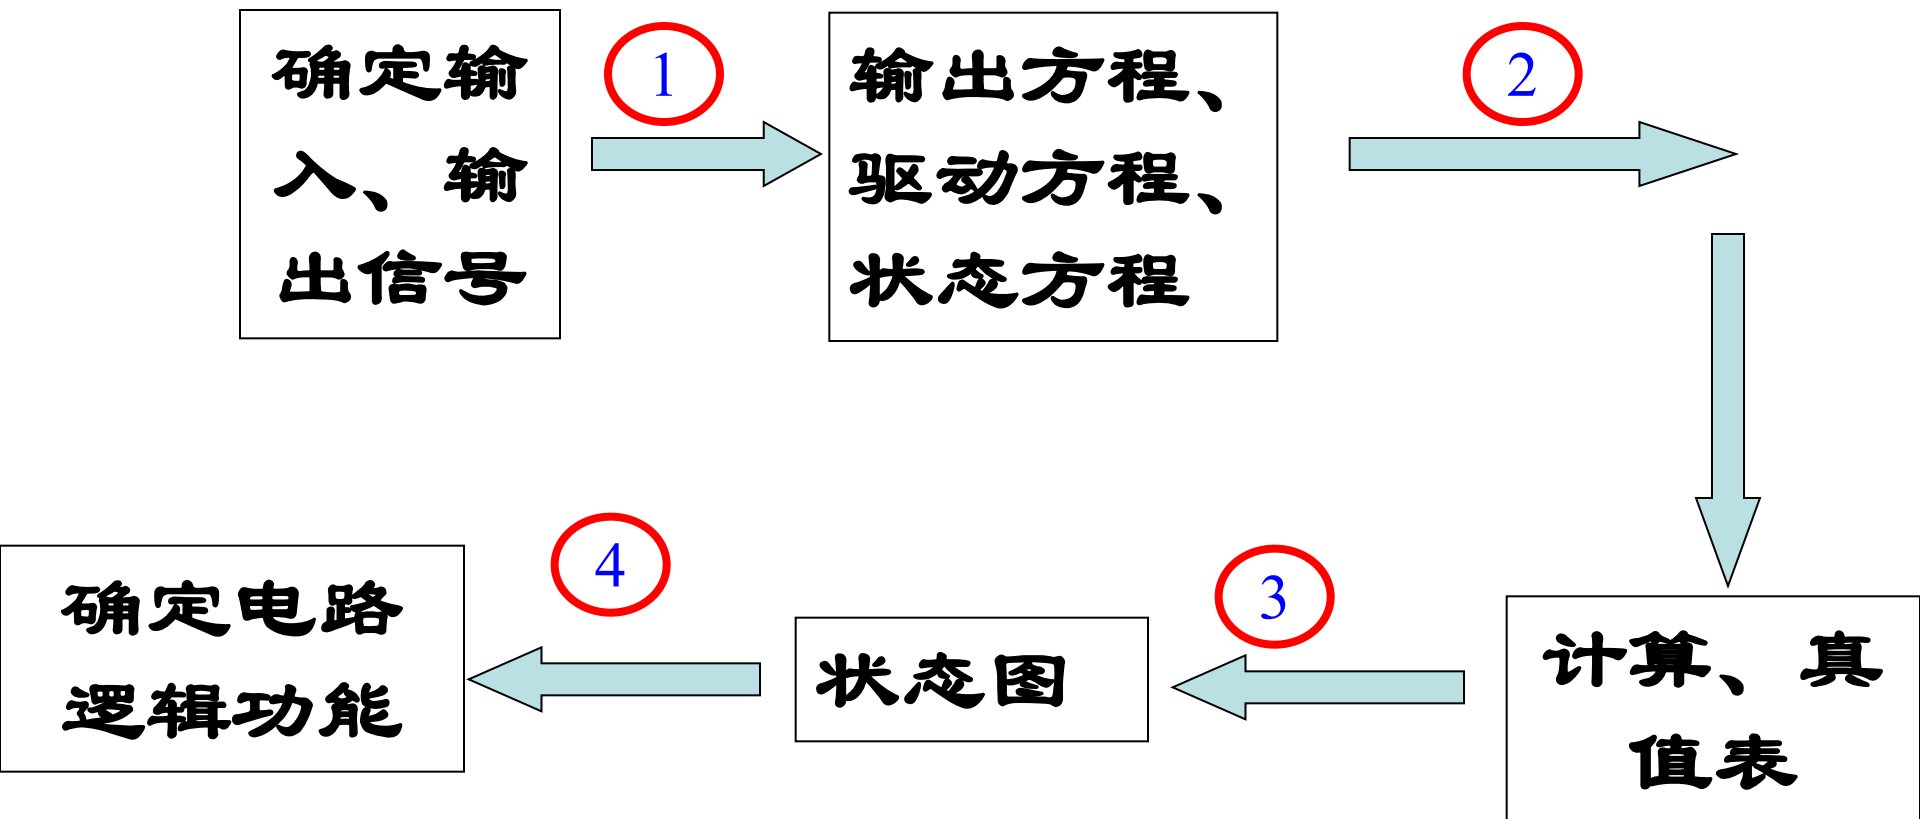 确定输
入、输
出信号
1
输出方程、
驱动方程、
状态方程
2
计算、真
值表
3
状态图
4
确定电路
逻辑功能